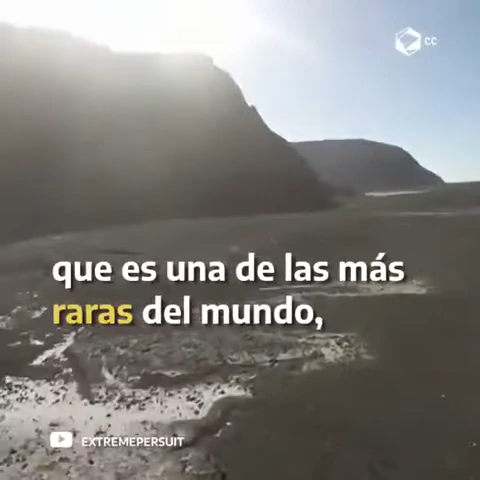 CC
que es una de las más
raras del mundo,
EXTREMEPERSUIT